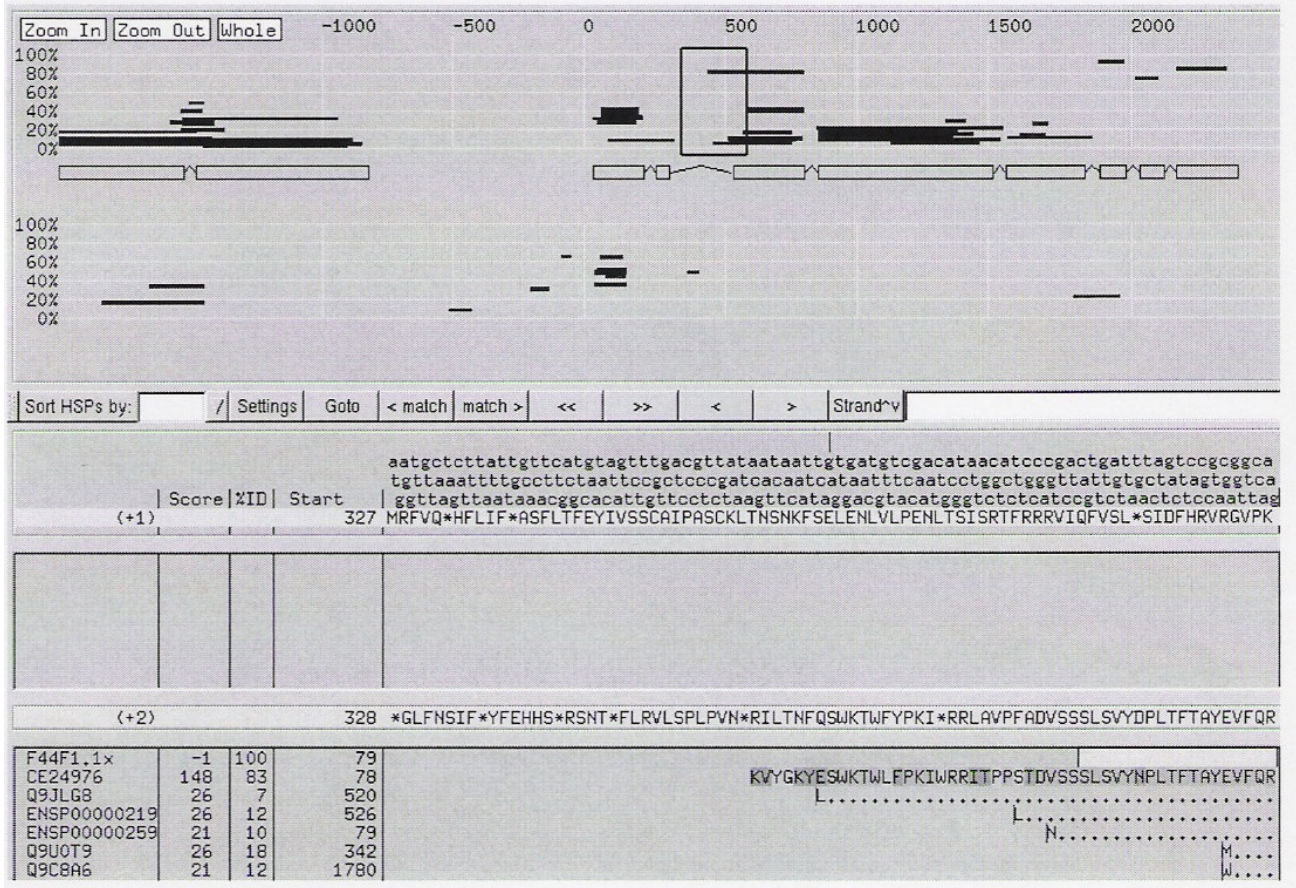 Zoom In Zoom Out Whole -1000 -500 0 500 1000 1500 2000
100%
80%
60%
40%
20%
0%
100%
80%
60%
40%
20%
0%
Sort HSPs by: / Settings Goto < match match > << >> < > Strand^v
aatgctcttattgttcatgtagtttgacgttataataattgtgatgtcgacataacatcccgactgatttagtccgcggca
tgttaaattttgccttctaattccgctcccgatcacaatcataatttcaatcctggctgggttattgtgctatagtggtca
| Score | %ID | Start ggttagttaataaacggcacattgttcctctaagttcataggacgtacatgggtctctcatccgtctaactctccaattag
(+1) 327 MRFVQ*HFLIF*ASFLTFEYIVSSCAIPASCKLTNSNKFSELENLVLPENLTSISRTFRRRVIQFVSL*SIDFHRVRGVPK
(+2) 328 *GLFNSIF*YFEHHS*RSNT*FLRVLSPLPVN*RILTNFQSWKTWFYPKI*RRLAVPFADVSSSLSVYDPLTFTAYEVFQR
F44F1.1x -1 100 79
CE24976 148 83 78 KVYGKYESWKTWLFPKIWRRITPPSTDVSSSLSVYNPLTFTAYEVFQR
Q9JLG8 26 7 520 L..................................
ENSP00000219 26 12 526 L........................
ENSP00000259 21 10 79 N.....................
Q9U0T9 26 18 342 M....
Q9C8A6 21 12 1780 W....